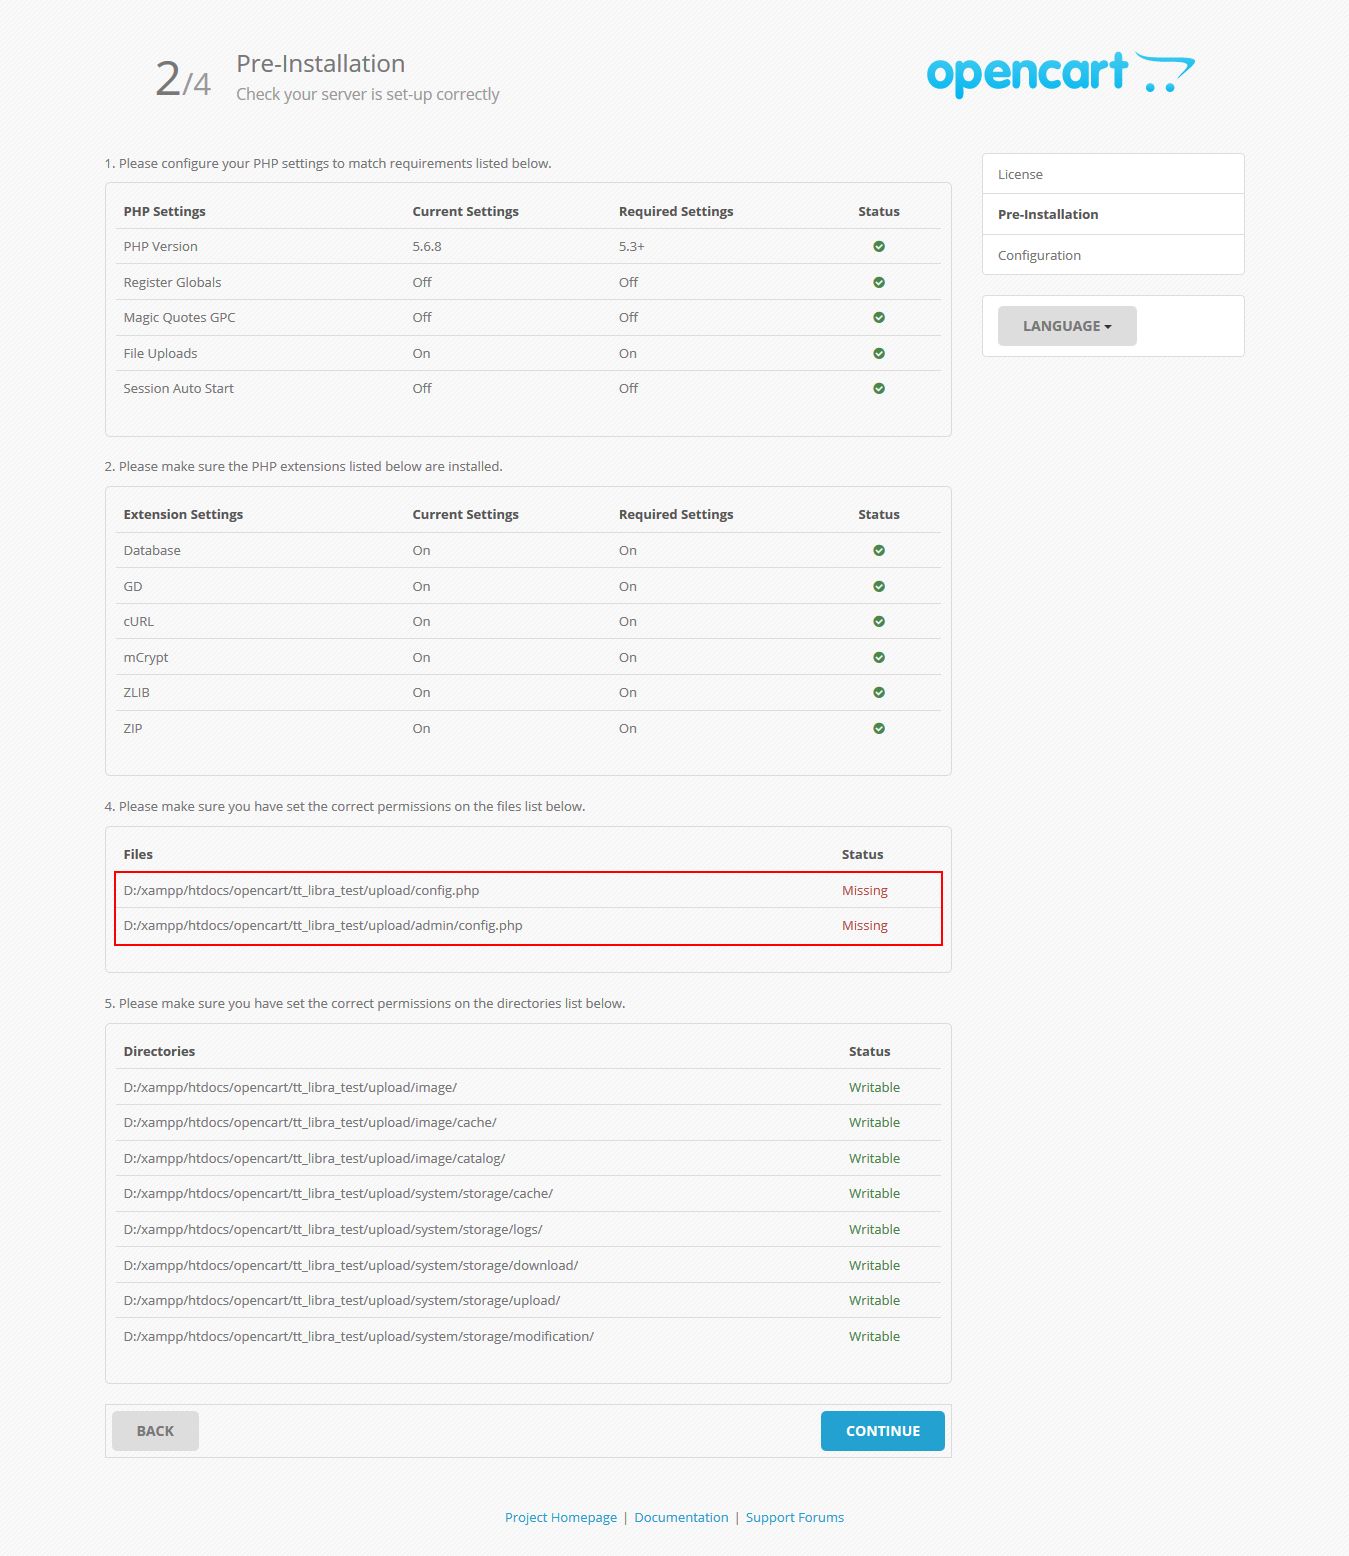 2/4
Pre-Installation
Check your server is set-up correctly
opencart
1. Please configure your PHP settings to match requirements listed below.
PHP Settings Current Settings Required Settings Status
PHP Version 5.6.8 5.3+
Register Globals Off Off
Magic Quotes GPC Off Off
File Uploads On On
Session Auto Start Off Off
License
Pre-Installation
Configuration
LANGUAGE
2. Please make sure the PHP extensions listed below are installed.
Extension Settings Current Settings Required Settings Status
Database On On
GD On On
cURL On On
mCrypt On On
ZLIB On On
ZIP On On
4. Please make sure you have set the correct permissions on the files list below.
Files Status
D:/xampp/htdocs/opencart/tt_libra_test/upload/config.php Missing
D:/xampp/htdocs/opencart/tt_libra_test/upload/admin/config.php Missing
5. Please make sure you have set the correct permissions on the directories list below.
Directories Status
D:/xampp/htdocs/opencart/tt_libra_test/upload/image/ Writable
D:/xampp/htdocs/opencart/tt_libra_test/upload/image/cache/ Writable
D:/xampp/htdocs/opencart/tt_libra_test/upload/image/catalog/ Writable
D:/xampp/htdocs/opencart/tt_libra_test/upload/system/storage/cache/ Writable
D:/xampp/htdocs/opencart/tt_libra_test/upload/system/storage/logs/ Writable
D:/xampp/htdocs/opencart/tt_libra_test/upload/system/storage/download/ Writable
D:/xampp/htdocs/opencart/tt_libra_test/upload/system/storage/upload/ Writable
D:/xampp/htdocs/opencart/tt_libra_test/upload/system/storage/modification/ Writable
BACK CONTINUE
Project Homepage | Documentation | Support Forums